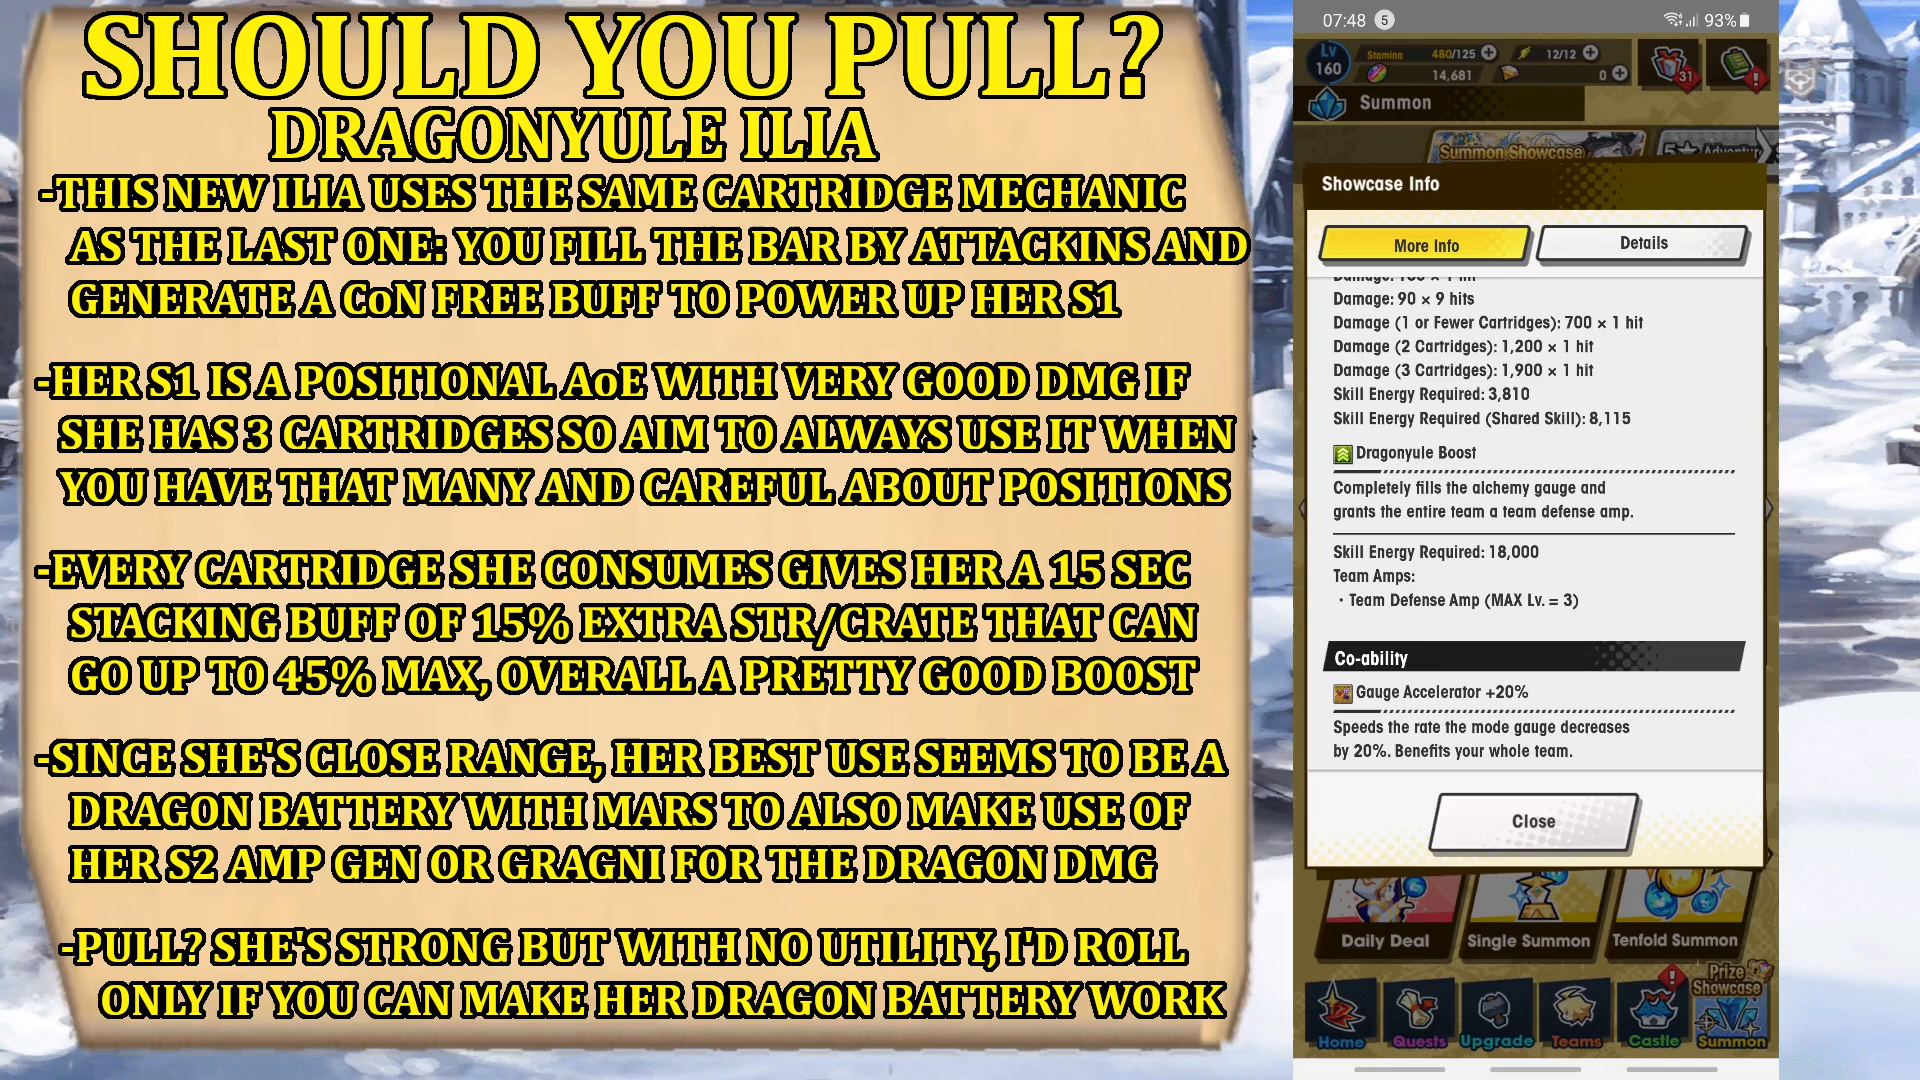 SHOULD YOU PULL?
DRAGONYULE ILIA
-THIS NEW ILIA USES THE SAME CARTRIDGE MECHANIC
AS THE LAST ONE: YOU FILL THE BAR BY ATTACKINS AND
GENERATE A CoN FREE BUFF TO POWER UP HER S1
-HER S1 IS A POSITIONAL AoE WITH VERY GOOD DMG IF
SHE HAS 3 CARTRIDGES SO AIM TO ALWAYS USE IT WHEN
YOU HAVE THAT MANY AND CAREFUL ABOUT POSITIONS
-EVERY CARTRIDGE SHE CONSUMES GIVES HER A 15 SEC
STACKING BUFF OF 15% EXTRA STR/CRATE THAT CAN
GO UP TO 45% MAX, OVERALL A PRETTY GOOD BOOST
-SINCE SHE'S CLOSE RANGE, HER BEST USE SEEMS TO BE A
DRAGON BATTERY WITH MARS TO ALSO MAKE USE OF
HER S2 AMP GEN OR GRAGNI FOR THE DRAGON DMG
-PULL? SHE'S STRONG BUT WITH NO UTILITY, I'D ROLL
ONLY IF YOU CAN MAKE HER DRAGON BATTERY WORK
07:48 5 93%
Lv 160
Stamina 480/125 12/12
14,681 0
31
Summon
Summon Showcase 5★ Adventur
Showcase Info
More Info Details
Damage: 90 × 9 hits
Damage (1 or Fewer Cartridges): 700 × 1 hit
Damage (2 Cartridges): 1,200 × 1 hit
Damage (3 Cartridges): 1,900 × 1 hit
Skill Energy Required: 3,810
Skill Energy Required (Shared Skill): 8,115
Dragonyule Boost
Completely fills the alchemy gauge and
grants the entire team a team defense amp.
Skill Energy Required: 18,000
Team Amps:
・Team Defense Amp (MAX Lv. = 3)
Co-ability
Gauge Accelerator +20%
Speeds the rate the mode gauge decreases
by 20%. Benefits your whole team.
Close
Daily Deal Single Summon Tenfold Summon
Prize
Showcase
Home Quests Upgrade Teams Castle Summon